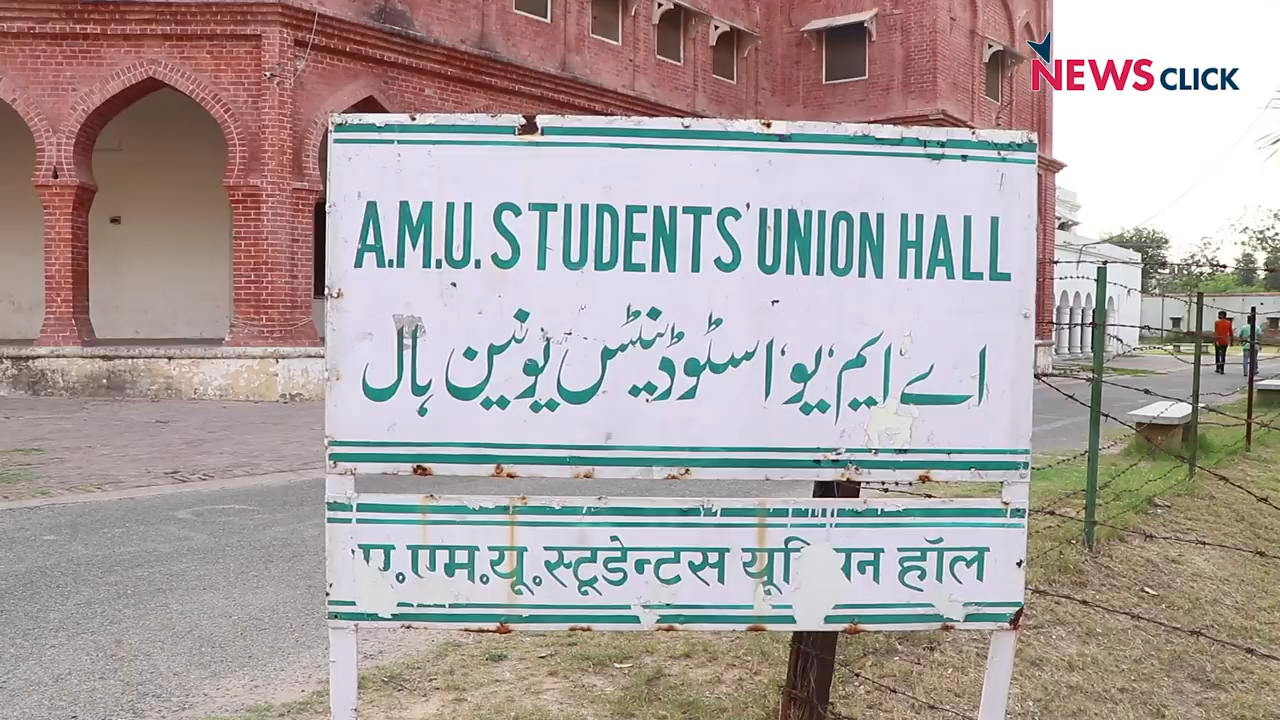 NEWSCLICK
A.M.U. STUDENTS' UNION HALL
اے ایم یو اسٹوڈینٹس یونین ہال
ए.एम.यू.स्टूडेन्टस हॉल